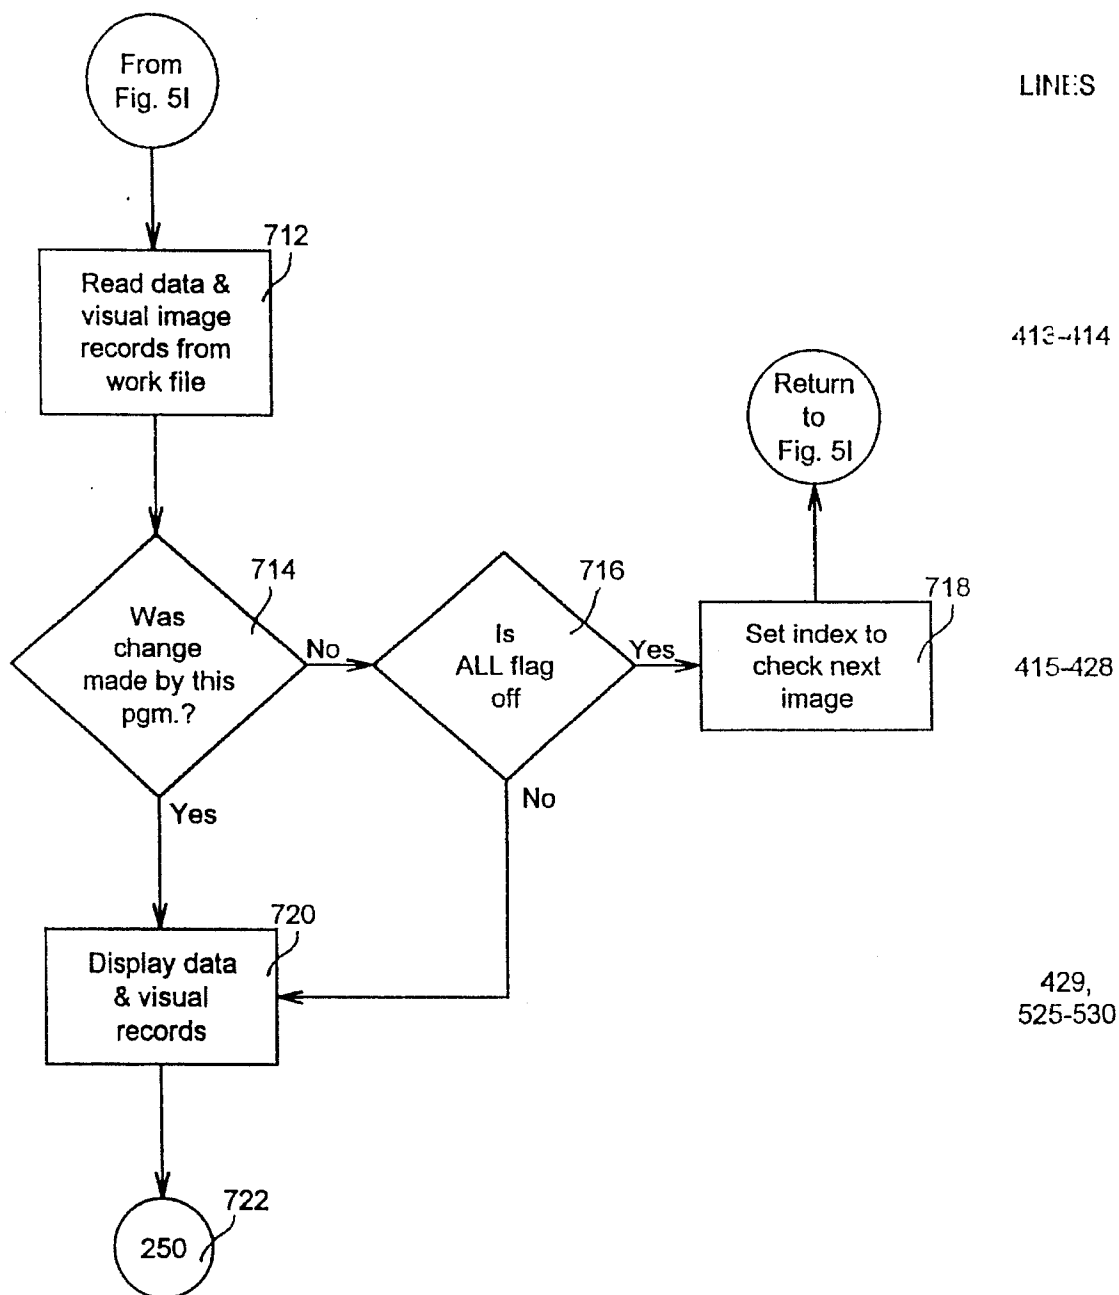 From
Fig. 5I
LINES
712
Read data &
visual image
records from
work file
413-414
Return
to
Fig. 5I
714
Was
change
made by this
pgm.?
No
716
Is
ALL flag
off
Yes
718
Set index to
check next
image
415-428
Yes
No
720
Display data
& visual
records
429,
525-530
722
250